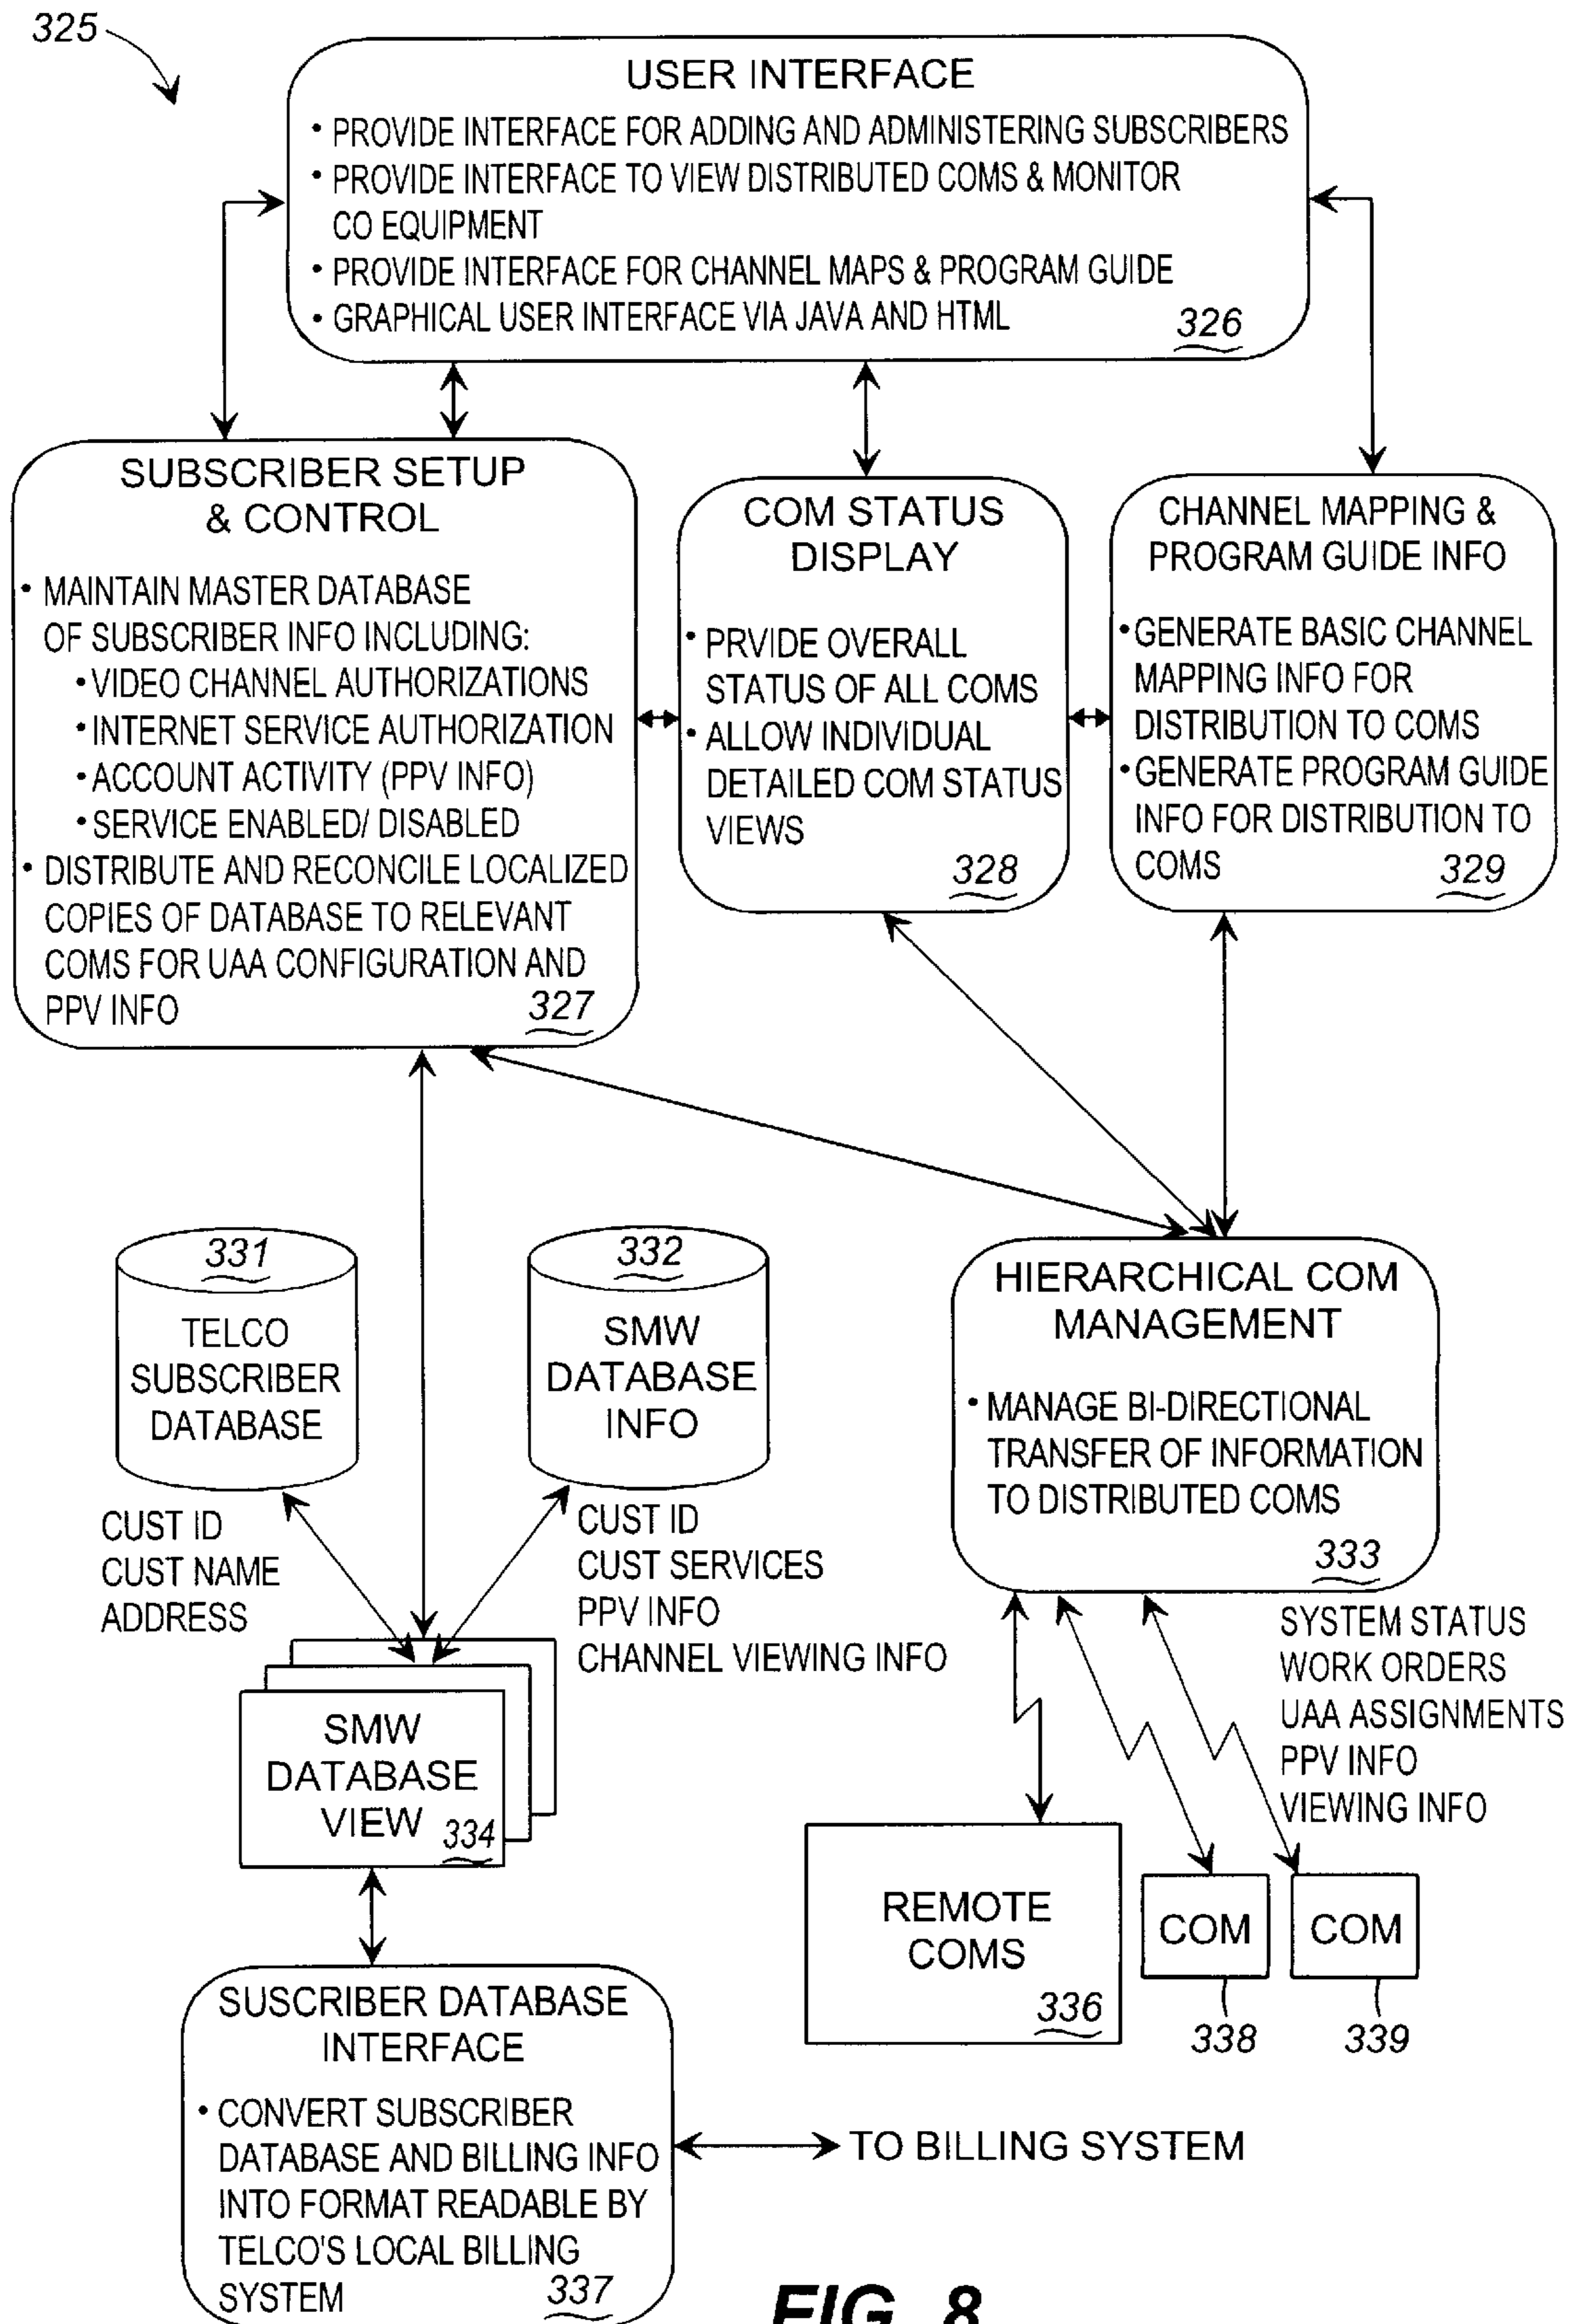 325
USER INTERFACE
• PROVIDE INTERFACE FOR ADDING AND ADMINISTERING SUBSCRIBERS
• PROVIDE INTERFACE TO VIEW DISTRIBUTED COMS & MONITOR
CO EQUIPMENT
• PROVIDE INTERFACE FOR CHANNEL MAPS & PROGRAM GUIDE
• GRAPHICAL USER INTERFACE VIA JAVA AND HTML
326
SUBSCRIBER SETUP
& CONTROL
• MAINTAIN MASTER DATABASE
OF SUBSCRIBER INFO INCLUDING:
• VIDEO CHANNEL AUTHORIZATIONS
• INTERNET SERVICE AUTHORIZATION
• ACCOUNT ACTIVITY (PPV INFO)
• SERVICE ENABLED/ DISABLED
• DISTRIBUTE AND RECONCILE LOCALIZED
COPIES OF DATABASE TO RELEVANT
COMS FOR UAA CONFIGURATION AND
PPV INFO
327
COM STATUS
DISPLAY
• PRVIDE OVERALL
STATUS OF ALL COMS
• ALLOW INDIVIDUAL
DETAILED COM STATUS
VIEWS
328
CHANNEL MAPPING &
PROGRAM GUIDE INFO
• GENERATE BASIC CHANNEL
MAPPING INFO FOR
DISTRIBUTION TO COMS
• GENERATE PROGRAM GUIDE
INFO FOR DISTRIBUTION TO
COMS
329
331
TELCO
SUBSCRIBER
DATABASE
332
SMW
DATABASE
INFO
HIERARCHICAL COM
MANAGEMENT
• MANAGE BI-DIRECTIONAL
TRANSFER OF INFORMATION
TO DISTRIBUTED COMS
333
CUST ID
CUST NAME
ADDRESS
CUST ID
CUST SERVICES
PPV INFO
CHANNEL VIEWING INFO
SYSTEM STATUS
WORK ORDERS
UAA ASSIGNMENTS
PPV INFO
VIEWING INFO
SMW
DATABASE
VIEW
334
REMOTE
COMS
336
COM
338
COM
339
SUSCRIBER DATABASE
INTERFACE
• CONVERT SUBSCRIBER
DATABASE AND BILLING INFO
INTO FORMAT READABLE BY
TELCO'S LOCAL BILLING
SYSTEM
337
TO BILLING SYSTEM
FIG. 8